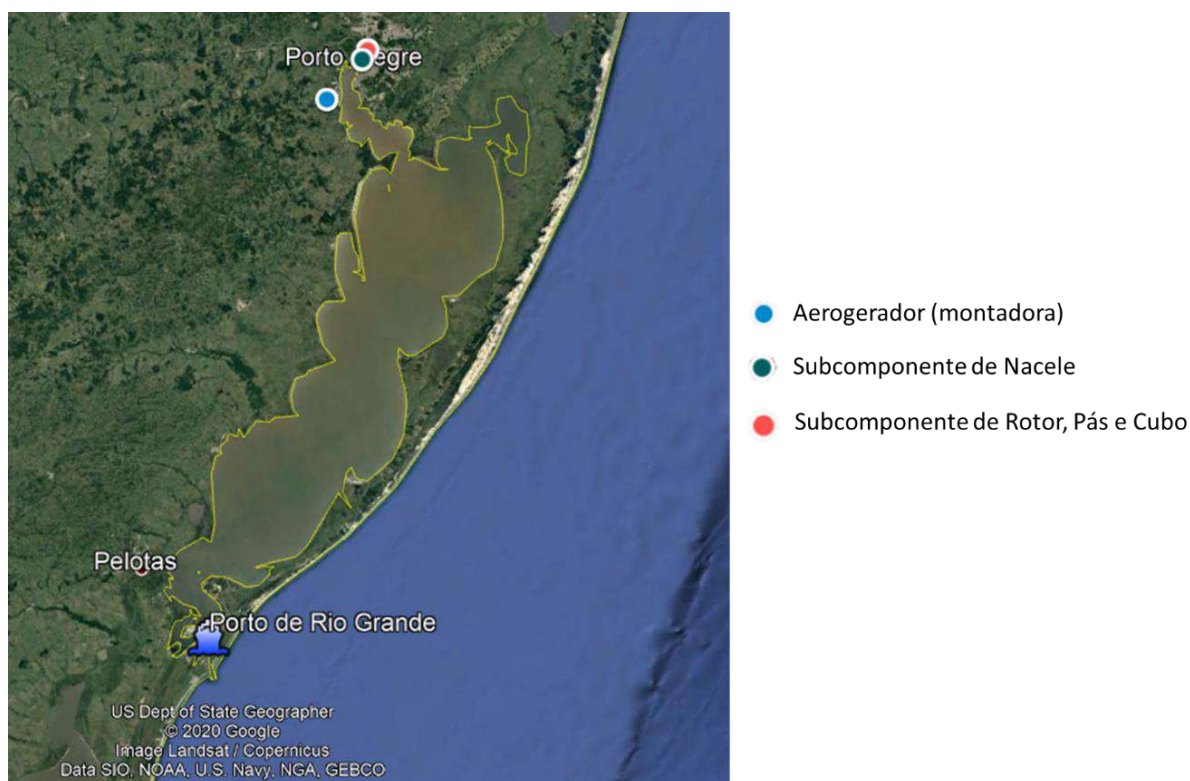 Porto Alegre
Pelotas
Porto de Rio Grande
US Dept of State Geographer
© 2020 Google
Image Landsat / Copernicus
Data SIO, NOAA, U.S. Navy, NGA, GEBCO
Aerogerador (montadora)
Subcomponente de Nacele
Subcomponente de Rotor, Pás e Cubo